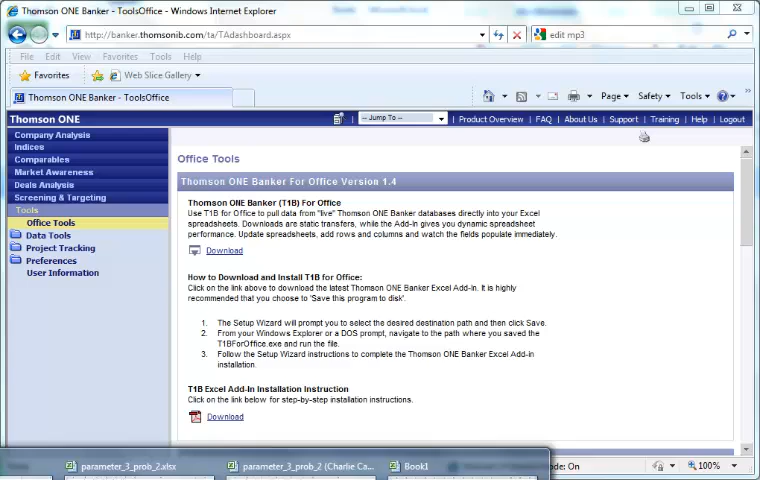 Thomson ONE Banker - ToolsOffice - Windows Internet Explorer
http://banker.thomsonib.com/ta/TAdashboard.aspx
edit mp3
File Edit View Favorites Tools Help
Favorites Web Slice Gallery
Thomson ONE Banker - ToolsOffice
Page Safety Tools
Thomson ONE
-- Jump To --
| Product Overview | FAQ | About Us | Support | Training | Help | Logout
Company Analysis
Indices
Comparables
Market Awareness
Deals Analysis
Screening & Targeting
Tools
Office Tools
Data Tools
Project Tracking
Preferences
User Information
Office Tools
Thomson ONE Banker For Office Version 1.4
Thomson ONE Banker (T1B) For Office
Use T1B for Office to pull data from "live" Thomson ONE Banker databases directly into your Excel
spreadsheets. Downloads are static transfers, while the Add-In gives you dynamic spreadsheet
performance. Update spreadsheets, add rows and columns and watch the fields populate immediately.
Download
How to Download and Install T1B for Office:
Click on the link above to download the latest Thomson ONE Banker Excel Add-in. It is highly
recommended that you choose to 'Save this program to disk'.
1. The Setup Wizard will prompt you to select the desired destination path and then click Save.
2. From your Windows Explorer or a DOS prompt, navigate to the path where you saved the
T1BForOffice.exe and run the file.
3. Follow the Setup Wizard instructions to complete the Thomson ONE Banker Excel Add-in
installation.
T1B Excel Add-In Installation Instruction
Click on the link below for step-by-step installation instructions.
Download
parameter_3_prob_2.xlsx
parameter_3_prob_2 (Charlie Ca...
Book1
Mode: On
100%